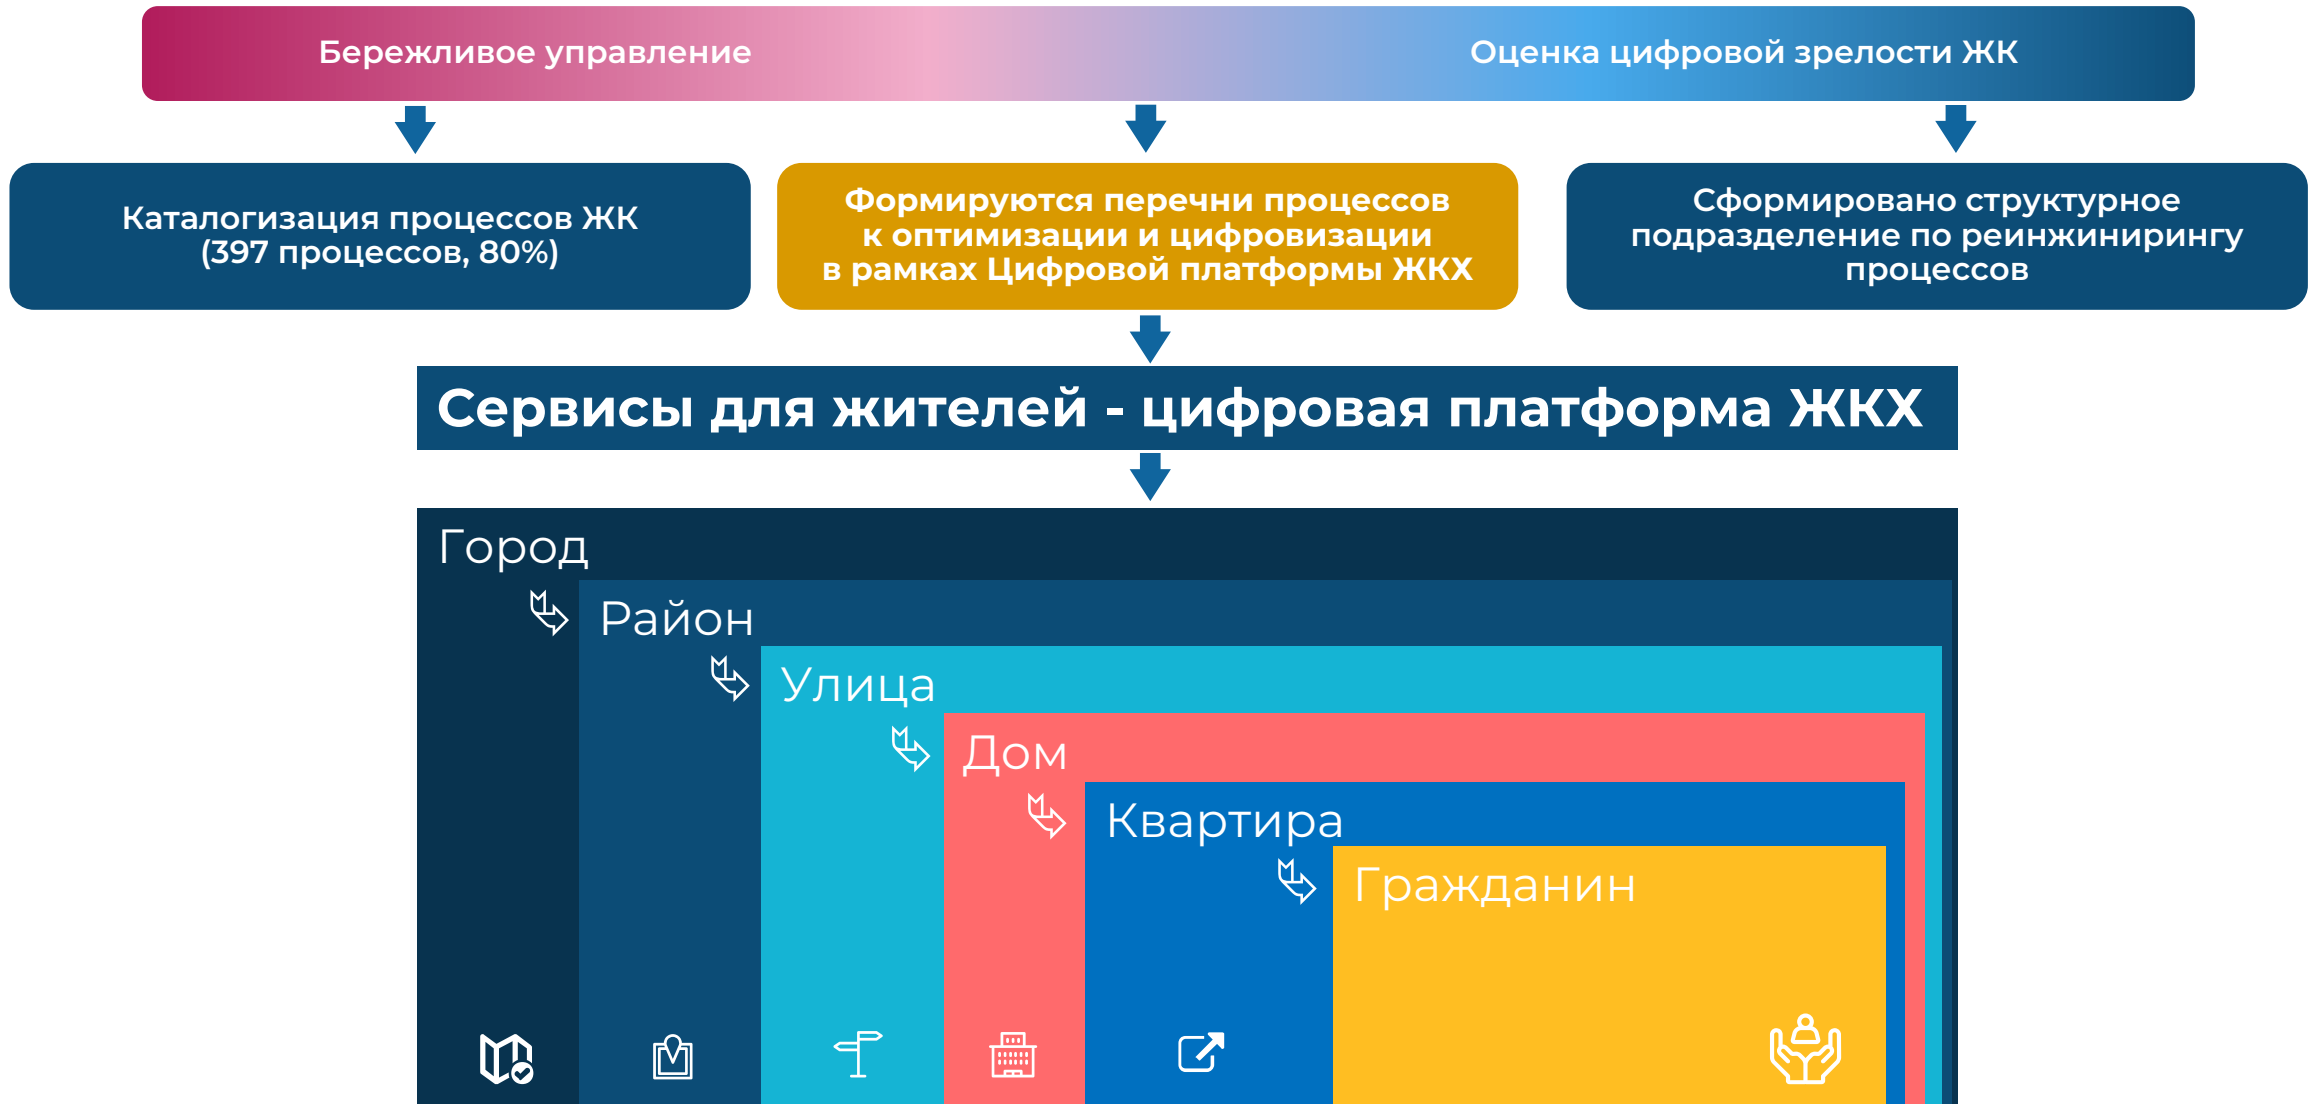 Бережливое управление
Оценка цифровой зрелости ЖК
Каталогизация процессов ЖК
(397 процессов, 80%)
Формируются перечни процессов
к оптимизации и цифровизации
в рамках Цифровой платформы ЖКХ
Сформировано структурное
подразделение по реинжинирингу
процессов
Сервисы для жителей - цифровая платформа ЖКХ
Город
Район
Улица
Дом
Квартира
Гражданин